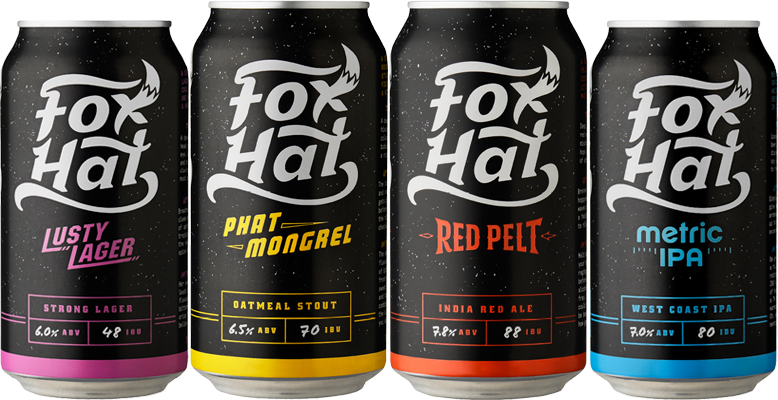 Fox
Hat
LUSTY
LAGER
STRONG LAGER
6.0% ABV 48 IBU
Fox
Hat
PHAT
MONGREL
OATMEAL STOUT
6.5% ABV 70 IBU
Fox
Hat
RED PELT
INDIA RED ALE
7.8% ABV 88 IBU
Fox
Hat
metric
IPA
WEST COAST IPA
7.0% ABV 80 IBU